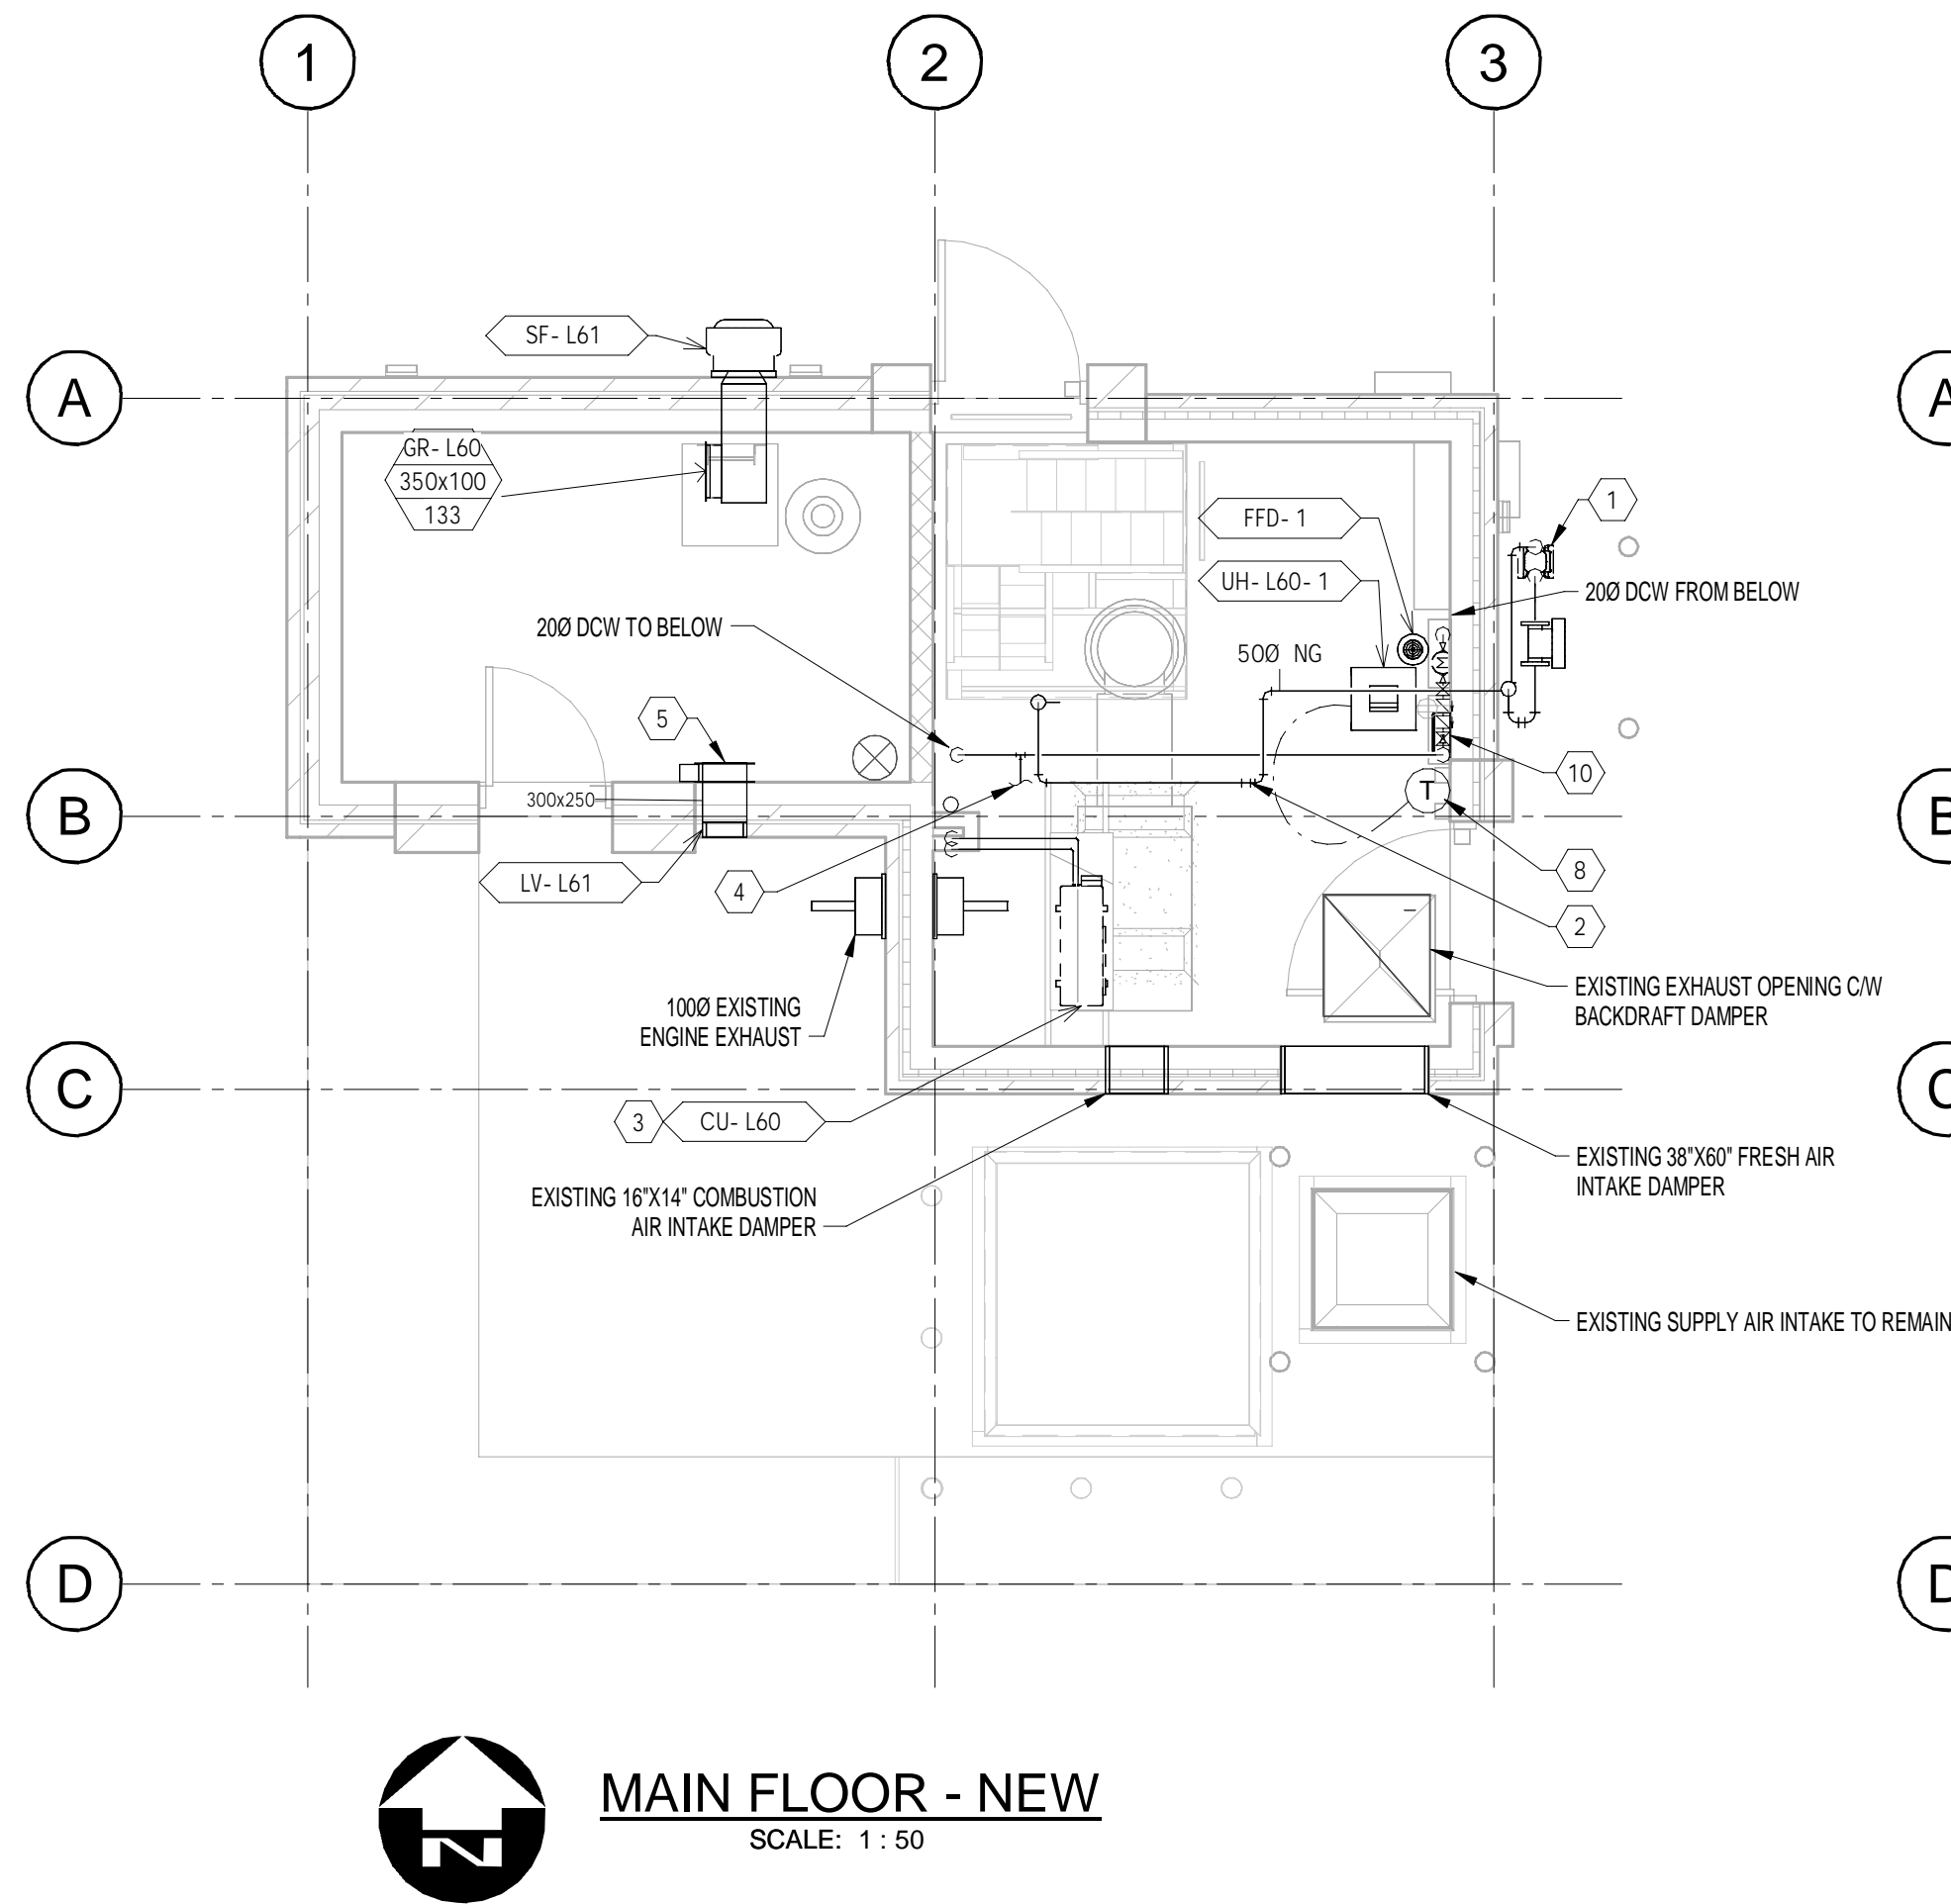 1
2
3
SF-L61
A
A
GR-L60
350x100
133
FFD-1
1
UH-L60-1
20Ø DCW FROM BELOW
20Ø DCW TO BELOW
50Ø NG
5
10
T
300x250
B
B
8
LV-L61
4
2
100Ø EXISTING
ENGINE EXHAUST
EXISTING EXHAUST OPENING C/W
BACKDRAFT DAMPER
C
C
3
CU-L60
EXISTING 16"X14" COMBUSTION
AIR INTAKE DAMPER
EXISTING 38"X60" FRESH AIR
INTAKE DAMPER
EXISTING SUPPLY AIR INTAKE TO REMAIN
D
D
N
MAIN FLOOR - NEW
SCALE: 1 : 50